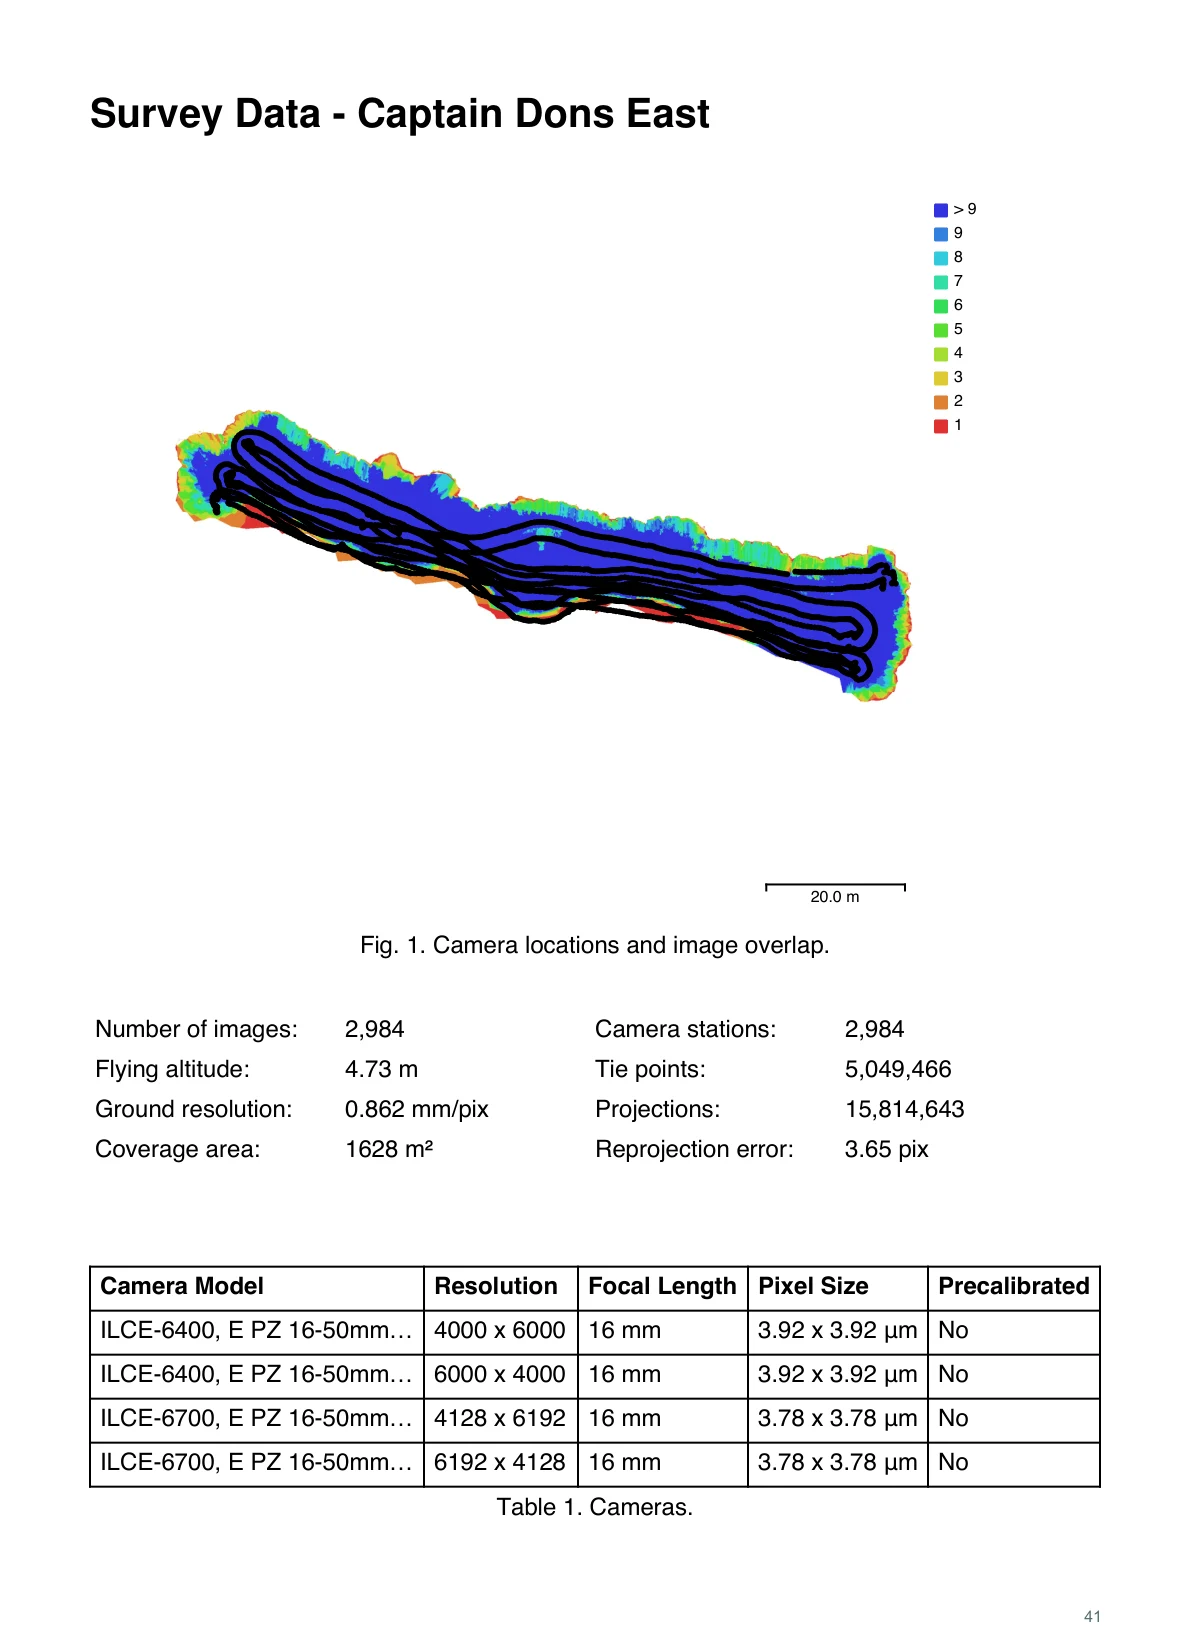 Survey Data - Captain Dons East
> 9
9
8
7
6
5
4
3
2
1
20.0 m
Fig. 1. Camera locations and image overlap.
Number of images: 2,984 Camera stations: 2,984
Flying altitude: 4.73 m Tie points: 5,049,466
Ground resolution: 0.862 mm/pix Projections: 15,814,643
Coverage area: 1628 m² Reprojection error: 3.65 pix
Camera Model Resolution Focal Length Pixel Size Precalibrated
ILCE-6400, E PZ 16-50mm… 4000 x 6000 16 mm 3.92 x 3.92 μm No
ILCE-6400, E PZ 16-50mm… 6000 x 4000 16 mm 3.92 x 3.92 μm No
ILCE-6700, E PZ 16-50mm… 4128 x 6192 16 mm 3.78 x 3.78 μm No
ILCE-6700, E PZ 16-50mm… 6192 x 4128 16 mm 3.78 x 3.78 μm No
Table 1. Cameras.
41